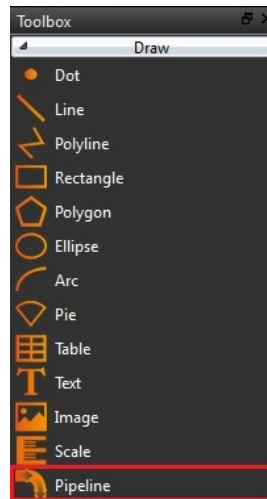 Toolbox
Draw
Dot
Line
Polyline
Rectangle
Polygon
Ellipse
Arc
Pie
Table
Text
Image
Scale
Pipeline